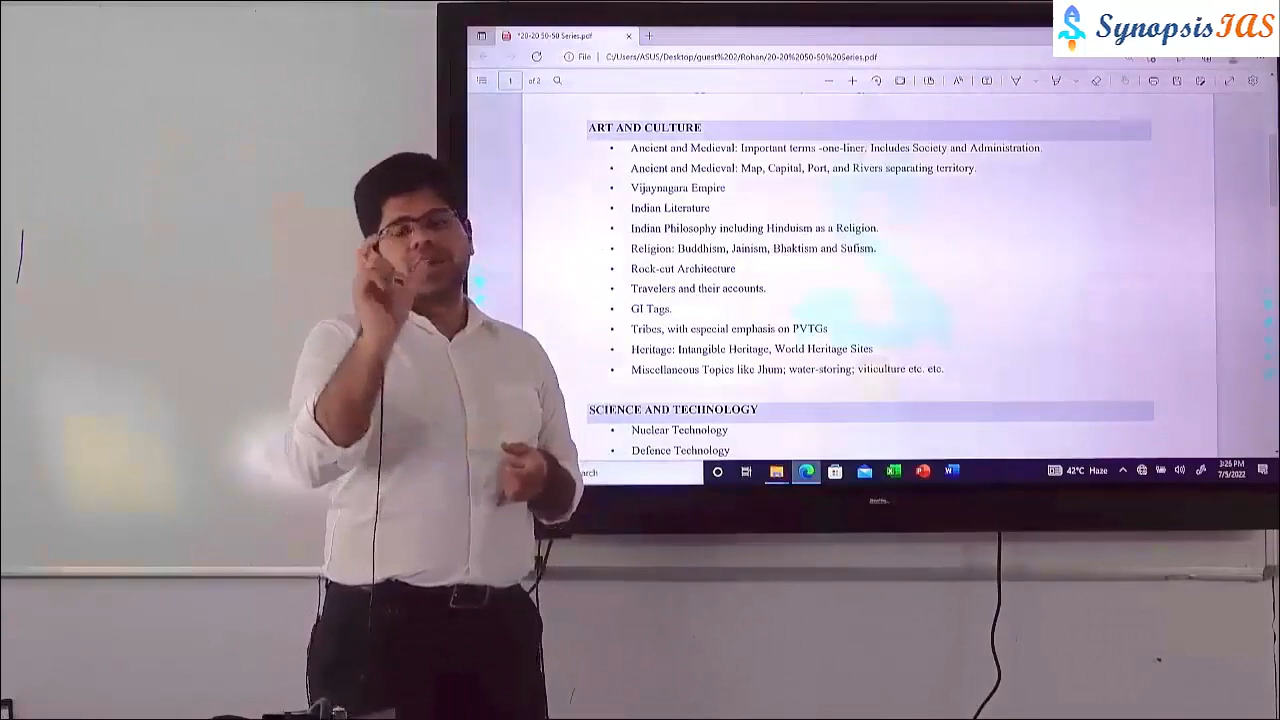 SynopsisIAS
*20-20 50-50 Series.pdf
File C:/Users/ASUS/Desktop/guest%202/Rohan/20-20%2050-50%20Series.pdf
1 of 2
ART AND CULTURE
• Ancient and Medieval: Important terms -one-liner. Includes Society and Administration.
• Ancient and Medieval: Map, Capital, Port, and Rivers separating territory.
• Vijaynagara Empire
• Indian Literature
• Indian Philosophy including Hinduism as a Religion.
• Religion: Buddhism, Jainism, Bhaktism and Sufism.
• Rock-cut Architecture
• Travelers and their accounts.
• GI Tags.
• Tribes, with especial emphasis on PVTGs
• Heritage: Intangible Heritage, World Heritage Sites
• Miscellaneous Topics like Jhum; water-storing; viticulture etc. etc.
SCIENCE AND TECHNOLOGY
• Nuclear Technology
• Defence Technology
arch
42°C Haze
3:25 PM
7/5/2022